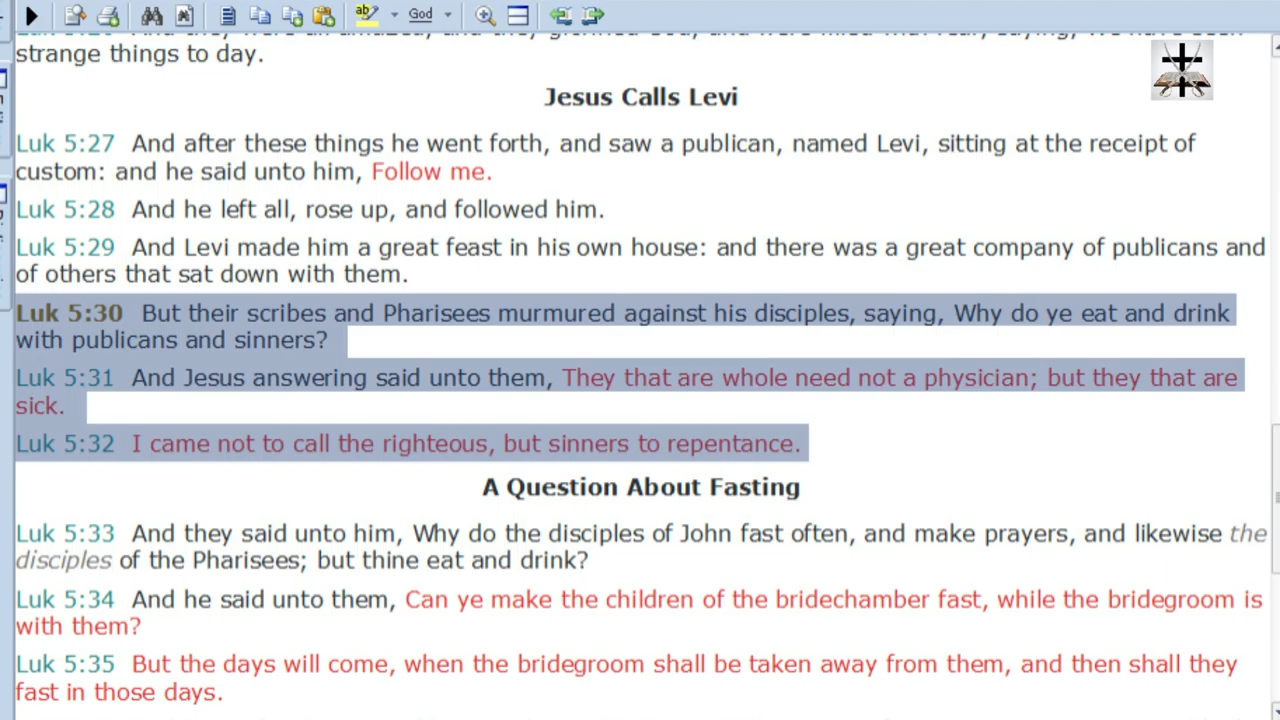 God
strange things to day.
Jesus Calls Levi
Luk 5:27 And after these things he went forth, and saw a publican, named Levi, sitting at the receipt of
custom: and he said unto him, Follow me.
Luk 5:28 And he left all, rose up, and followed him.
Luk 5:29 And Levi made him a great feast in his own house: and there was a great company of publicans and
of others that sat down with them.
Luk 5:30 But their scribes and Pharisees murmured against his disciples, saying, Why do ye eat and drink
with publicans and sinners?
Luk 5:31 And Jesus answering said unto them, They that are whole need not a physician; but they that are
sick.
Luk 5:32 I came not to call the righteous, but sinners to repentance.
A Question About Fasting
Luk 5:33 And they said unto him, Why do the disciples of John fast often, and make prayers, and likewise the
disciples of the Pharisees; but thine eat and drink?
Luk 5:34 And he said unto them, Can ye make the children of the bridechamber fast, while the bridegroom is
with them?
Luk 5:35 But the days will come, when the bridegroom shall be taken away from them, and then shall they
fast in those days.